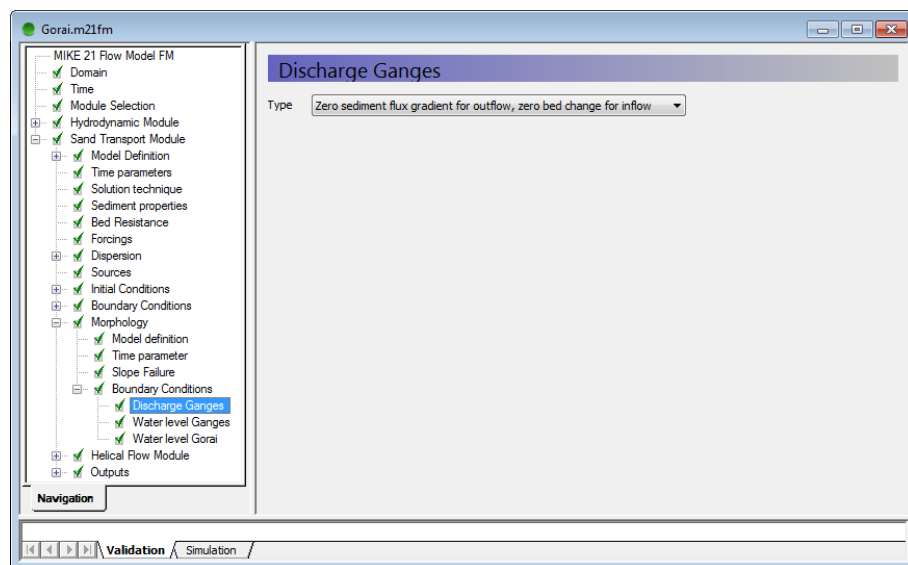 Gorai.m21fm
MIKE 21 Flow Model FM
Domain
Time
Module Selection
Hydrodynamic Module
Sand Transport Module
Model Definition
Time parameters
Solution technique
Sediment properties
Bed Resistance
Forcings
Dispersion
Sources
Initial Conditions
Boundary Conditions
Morphology
Model definition
Time parameter
Slope Failure
Boundary Conditions
Discharge Ganges
Water level Ganges
Water level Gorai
Helical Flow Module
Outputs
Navigation
Discharge Ganges
Type Zero sediment flux gradient for outflow, zero bed change for inflow
Validation Simulation